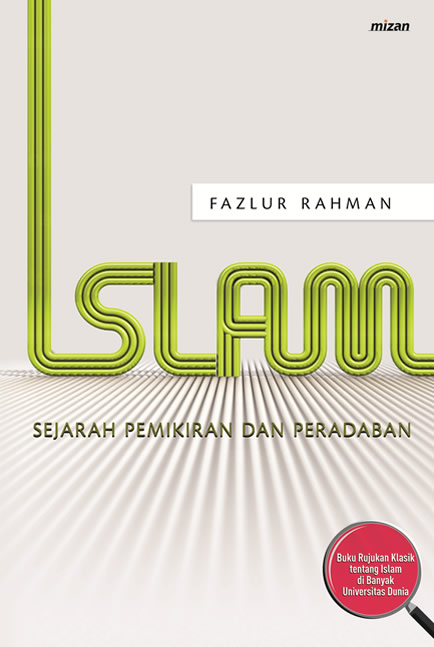 mizan
FAZLUR RAHMAN
ISLAM
SEJARAH PEMIKIRAN DAN PERADABAN
Buku Rujukan Klasik
tentang Islam
di Banyak
Universitas Dunia